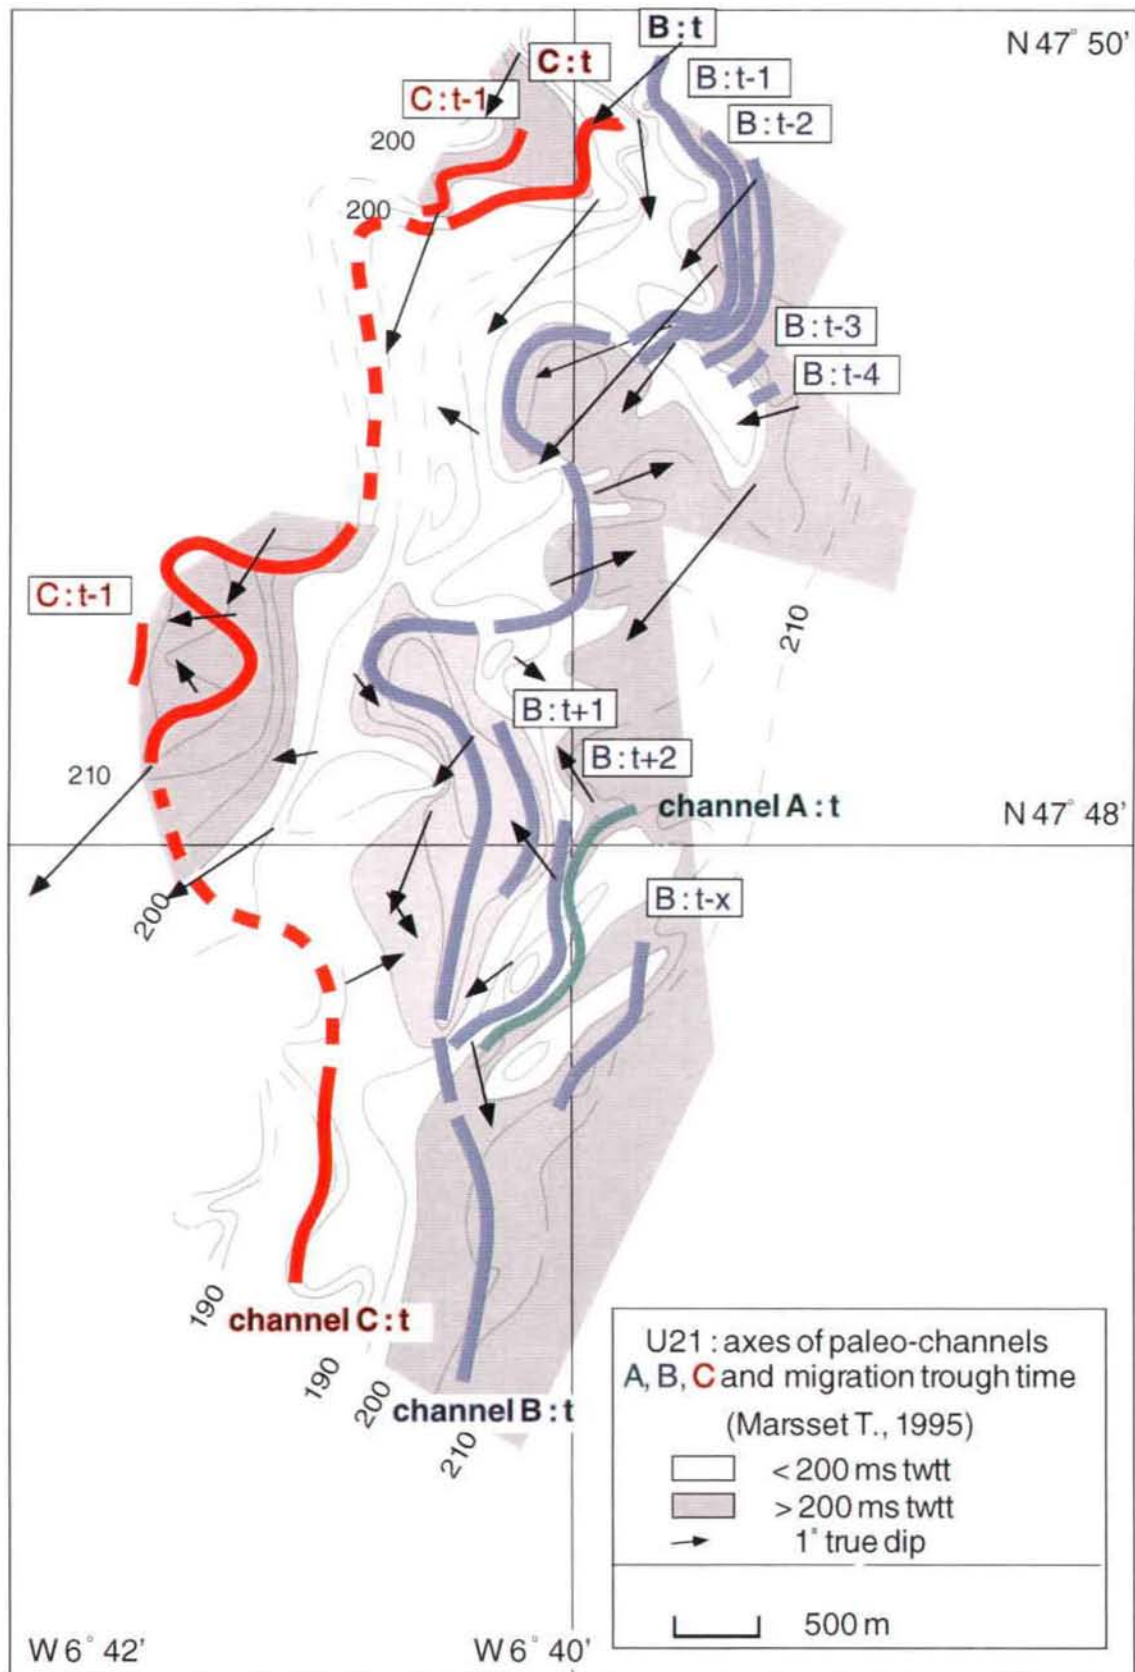 B : t
N 47° 50'
C : t
B : t-1
C : t-1
B : t-2
200
200
B : t-3
B : t-4
C : t-1
210
B : t+1
B : t+2
210
channel A : t
N 47° 48'
B : t-x
200
190
channel C : t
190
200
channel B : t
210
U21 : axes of paleo-channels
A, B, C and migration trough time
(Marsset T., 1995)
< 200 ms twtt
> 200 ms twtt
1° true dip
500 m
W 6° 42'
W 6° 40'